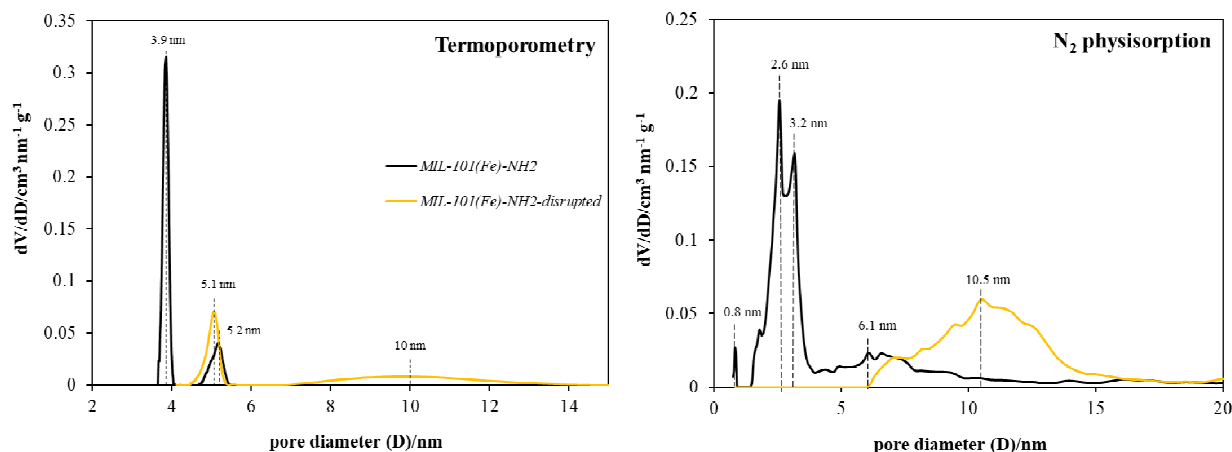 Termoporometry
0.35
0.3
0.25
0.2
0.15
0.1
0.05
0
dV/dD/cm³ nm⁻¹ g⁻¹
3.9 nm
5.1 nm
5.2 nm
10 nm
MIL-101(Fe)-NH2
MIL-101(Fe)-NH2-disrupted
2 4 6 8 10 12 14
pore diameter (D)/nm
N₂ physisorption
0.25
0.2
0.15
0.1
0.05
0
dV/dD/cm³ nm⁻¹ g⁻¹
2.6 nm
3.2 nm
0.8 nm
6.1 nm
10.5 nm
0 5 10 15 20
pore diameter (D)/nm